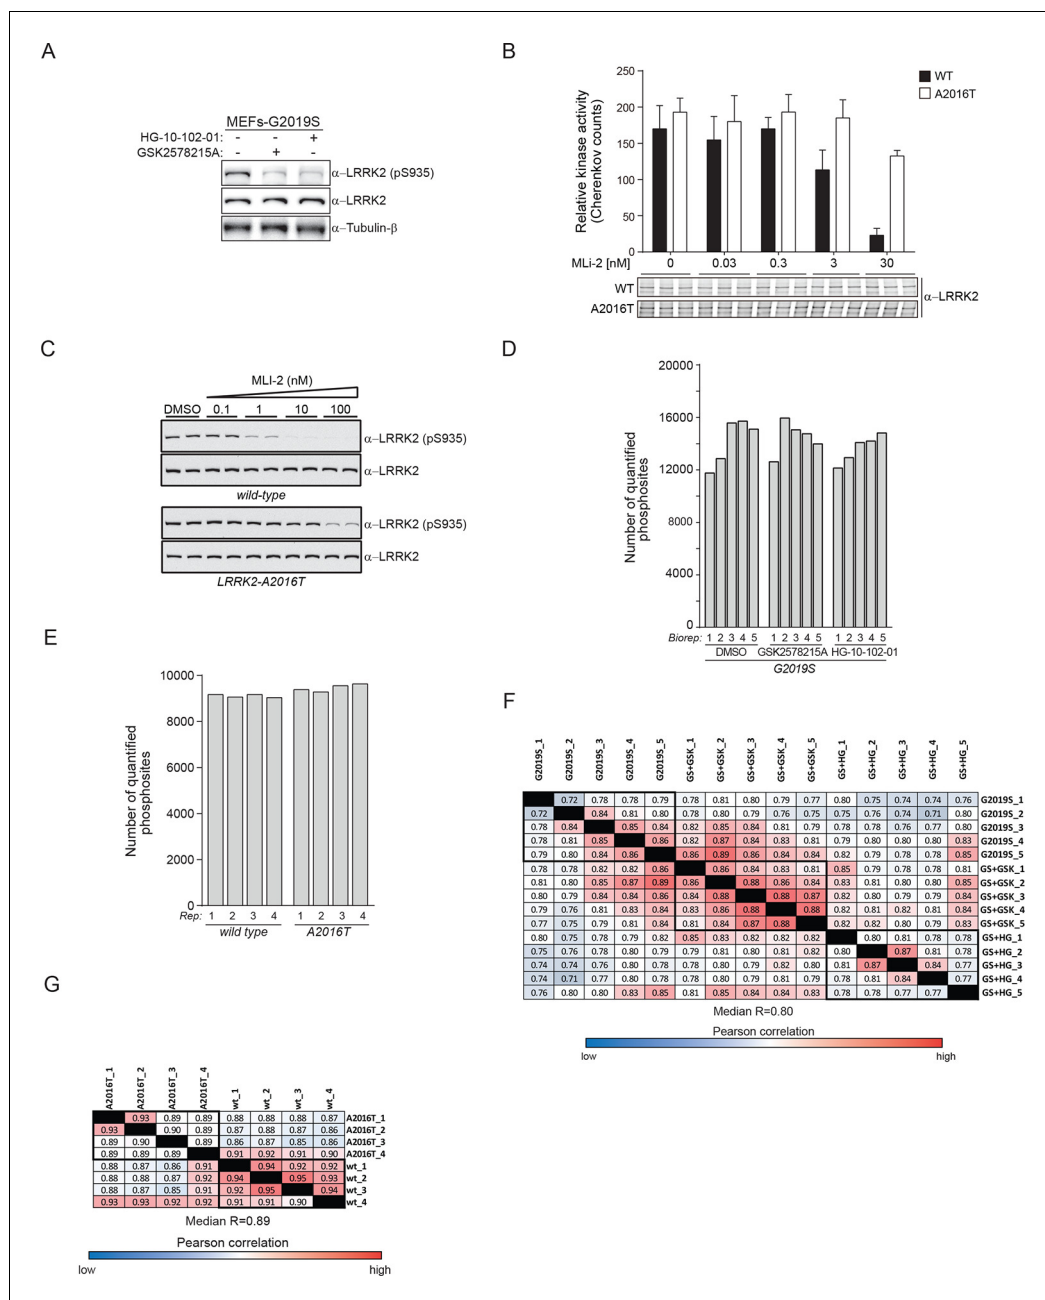 A
MEFs-G2019S
HG-10-102-01: - - +
GSK2578215A: - + -
α–LRRK2 (pS935)
α–LRRK2
α–Tubulin-β
B
Relative kinase activity
(Cherenkov counts)
250
200
150
100
50
0
WT
A2016T
MLi-2 [nM] 0 0.03 0.3 3 30
WT
A2016T
α–LRRK2
C
MLI-2 (nM)
DMSO 0.1 1 10 100
α–LRRK2 (pS935)
α–LRRK2
wild-type
α–LRRK2 (pS935)
α–LRRK2
LRRK2-A2016T
D
Number of quantified
phosphosites
20000
16000
12000
8000
4000
0
Biorep: 1 2 3 4 5 1 2 3 4 5 1 2 3 4 5
DMSO GSK2578215A HG-10-102-01
G2019S
E
Number of quantified
phosphosites
10000
8000
6000
4000
2000
0
Rep: 1 2 3 4 1 2 3 4
wild type A2016T
F
G2019S_1 G2019S_2 G2019S_3 G2019S_4 G2019S_5 GS+GSK_1 GS+GSK_2 GS+GSK_3 GS+GSK_4 GS+GSK_5 GS+HG_1 GS+HG_2 GS+HG_3 GS+HG_4 GS+HG_5
0.72 0.78 0.78 0.79 0.78 0.81 0.80 0.79 0.77 0.80 0.75 0.74 0.74 0.76 G2019S_1
0.72 0.84 0.81 0.80 0.78 0.80 0.79 0.76 0.75 0.75 0.76 0.74 0.71 0.80 G2019S_2
0.78 0.84 0.85 0.84 0.82 0.85 0.84 0.81 0.79 0.78 0.78 0.76 0.77 0.80 G2019S_3
0.78 0.81 0.85 0.86 0.82 0.87 0.84 0.83 0.82 0.79 0.79 0.78 0.78 0.83 G2019S_4
0.79 0.80 0.84 0.86 0.86 0.89 0.86 0.84 0.84 0.82 0.79 0.78 0.78 0.85 G2019S_5
0.78 0.78 0.82 0.82 0.86 0.86 0.84 0.83 0.81 0.85 0.79 0.78 0.78 0.81 GS+GSK_1
0.81 0.80 0.85 0.87 0.89 0.86 0.88 0.86 0.84 0.83 0.81 0.80 0.80 0.85 GS+GSK_2
0.80 0.79 0.84 0.84 0.86 0.84 0.88 0.88 0.87 0.82 0.80 0.80 0.79 0.84 GS+GSK_3
0.79 0.76 0.81 0.83 0.84 0.83 0.86 0.88 0.88 0.82 0.81 0.82 0.81 0.84 GS+GSK_4
0.77 0.75 0.79 0.82 0.84 0.81 0.84 0.87 0.88 0.82 0.82 0.80 0.79 0.83 GS+GSK_5
0.80 0.75 0.78 0.79 0.82 0.85 0.83 0.82 0.82 0.82 0.80 0.81 0.78 0.78 GS+HG_1
0.75 0.76 0.78 0.79 0.79 0.79 0.81 0.80 0.81 0.82 0.80 0.87 0.81 0.78 GS+HG_2
0.74 0.74 0.76 0.78 0.78 0.78 0.80 0.80 0.82 0.80 0.81 0.87 0.84 0.77 GS+HG_3
0.74 0.71 0.77 0.78 0.78 0.78 0.80 0.79 0.81 0.79 0.78 0.81 0.84 0.77 GS+HG_4
0.76 0.80 0.80 0.83 0.85 0.81 0.85 0.84 0.84 0.83 0.78 0.78 0.77 0.77 GS+HG_5
Median R=0.80
Pearson correlation
low high
G
A2016T_1 A2016T_2 A2016T_3 A2016T_4 wt_1 wt_2 wt_3 wt_4
0.93 0.89 0.89 0.88 0.88 0.88 0.87 A2016T_1
0.93 0.90 0.89 0.87 0.88 0.87 0.86 A2016T_2
0.89 0.90 0.89 0.86 0.87 0.85 0.86 A2016T_3
0.89 0.89 0.89 0.91 0.92 0.91 0.90 A2016T_4
0.88 0.87 0.86 0.91 0.94 0.92 0.92 wt_1
0.88 0.88 0.87 0.92 0.94 0.95 0.93 wt_2
0.88 0.87 0.85 0.91 0.92 0.95 0.94 wt_3
0.93 0.93 0.92 0.92 0.91 0.91 0.90 wt_4
Median R=0.89
Pearson correlation
low high